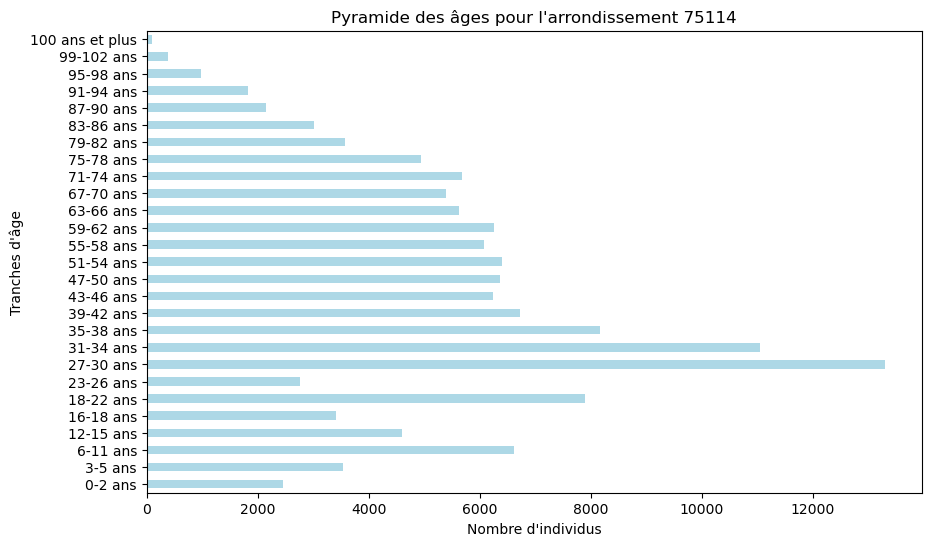 Pyramide des âges pour l'arrondissement 75114
100 ans et plus
99-102 ans
95-98 ans
91-94 ans
87-90 ans
83-86 ans
79-82 ans
75-78 ans
71-74 ans
67-70 ans
63-66 ans
59-62 ans
55-58 ans
51-54 ans
47-50 ans
43-46 ans
39-42 ans
35-38 ans
31-34 ans
27-30 ans
23-26 ans
18-22 ans
16-18 ans
12-15 ans
6-11 ans
3-5 ans
0-2 ans
Tranches d'âge
0 2000 4000 6000 8000 10000 12000
Nombre d'individus